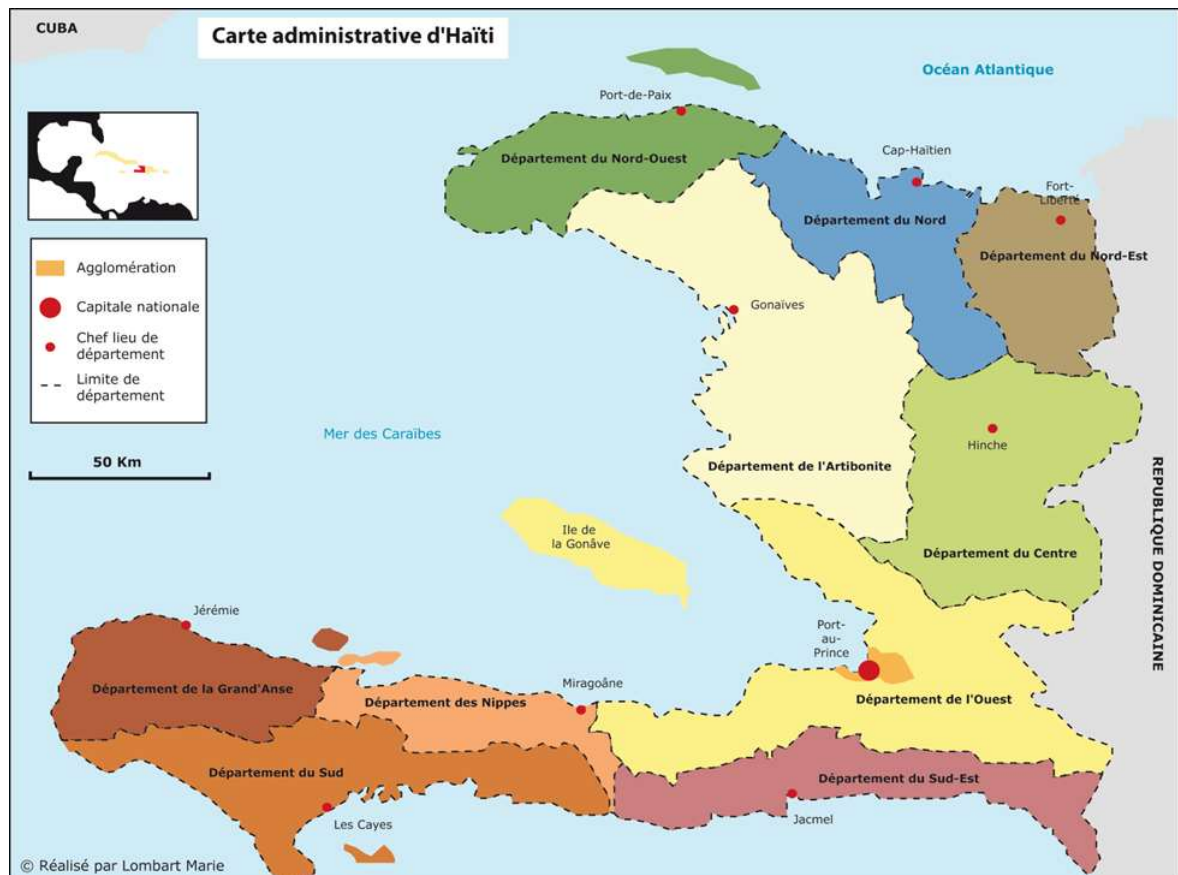 CUBA
Carte administrative d'Haïti
Océan Atlantique
Port-de-Paix
Département du Nord-Ouest
Cap-Haïtien
Fort-
Liberté
Département du Nord
Département du Nord-Est
Agglomération
Capitale nationale
Chef lieu de
département
Limite de
département
50 Km
Gonaïves
Mer des Caraïbes
Hinche
Département de l'Artibonite
REPUBLIQUE DOMINICAINE
Ile de
la Gonâve
Département du Centre
Jérémie
Port-
au-
Prince
Département de la Grand'Anse
Département des Nippes
Miragoâne
Département de l'Ouest
Département du Sud
Département du Sud-Est
Les Cayes
Jacmel
© Réalisé par Lombart Marie